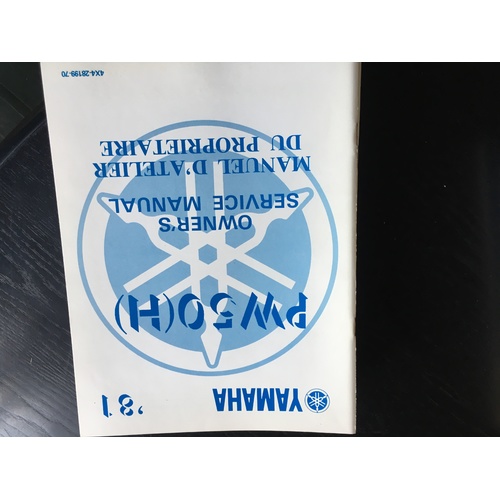 YAMAHA '81
PW50(H)
OWNER'S
SERVICE MANUAL
MANUEL D'ATELIER
DU PROPRIETAIRE
4X4-28199-70